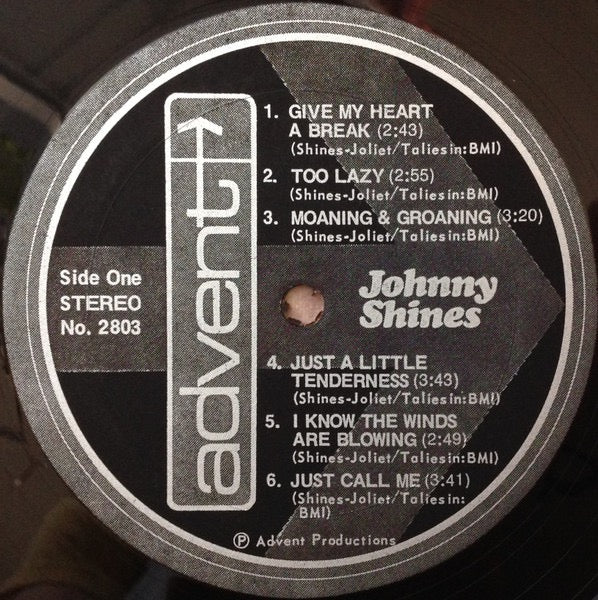 1. GIVE MY HEART
A BREAK (2:43)
(Shines-Joliet/Taliesin:BMI)
2. TOO LAZY (2:55)
(Shines-Joliet/Taliesin:BMI)
3. MOANING & GROANING (3:20)
(Shines-Joliet/Taliesin:BMI)
Side One
STEREO
No. 2803
advent
Johnny
Shines
4. JUST A LITTLE
TENDERNESS (3:43)
(Shines-Joliet/Taliesin:BMI)
5. I KNOW THE WINDS
ARE BLOWING (2:49)
(Shines-Joliet/Taliesin:BMI)
6. JUST CALL ME (3:41)
(Shines-Joliet/Taliesin:
BMI)
Ⓟ Advent Productions